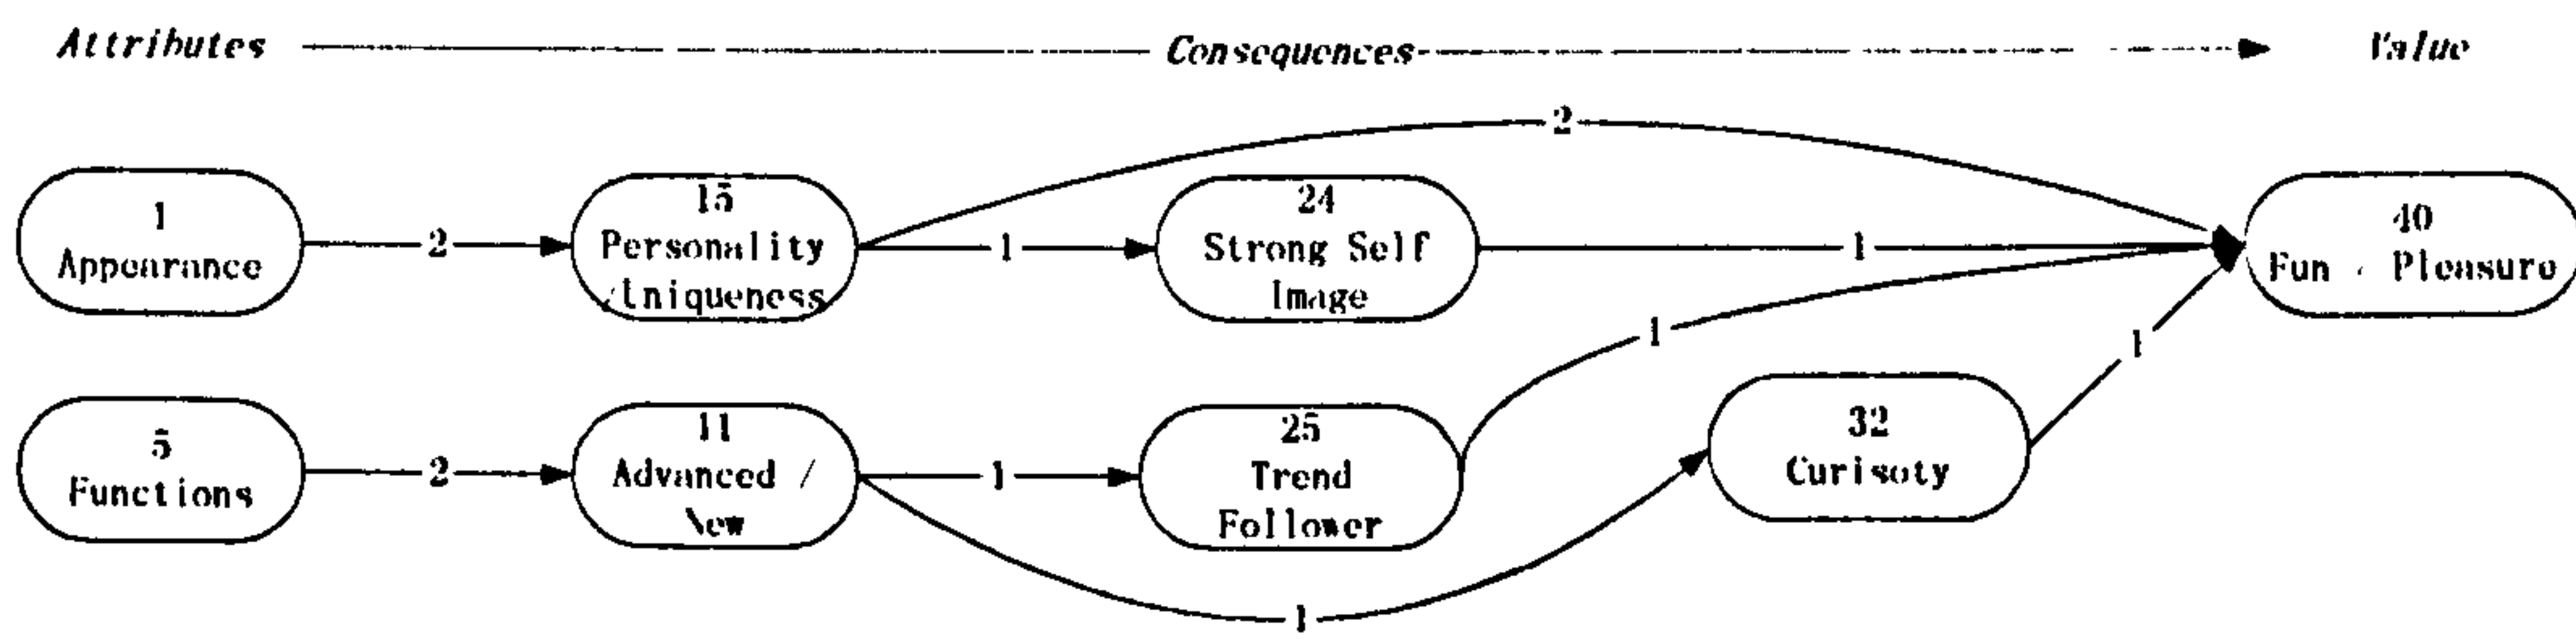 Attributes Consequences Value
2
1
Appearance
2
15
Personality
/Uniqueness
1
24
Strong Self
Image
1
40
Fun / Pleasure
1
1
5
Functions
2
11
Advanced /
New
1
25
Trend
Follower
32
Curisoty
1